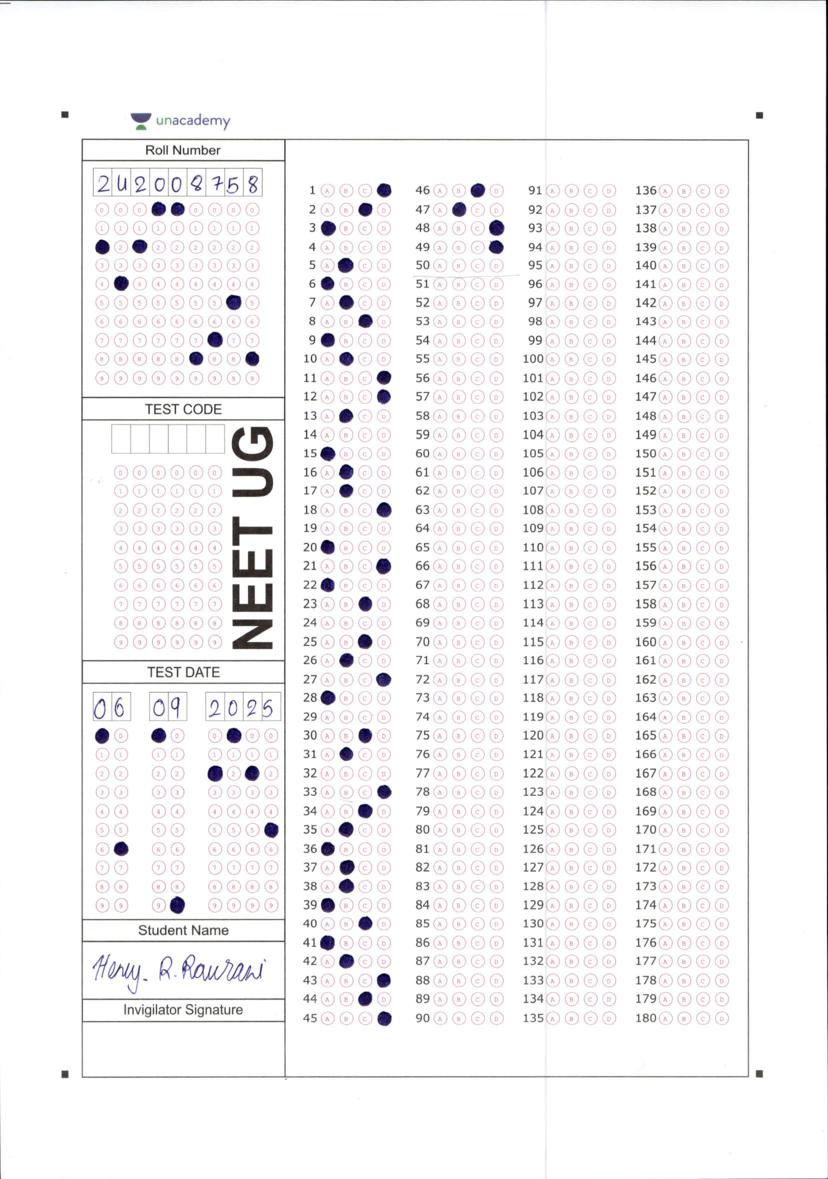 unacademy
Roll Number
2 4 2 0 0 8 7 5 8
TEST CODE
NEET UG
TEST DATE
06 09 2025
Student Name
Henry. R. Raurani
Invigilator Signature
1 A B C
2 A B D
3 B C D
4 A B C D
5 A C D
6 B C D
7 A C D
8 A B D
9 B C D
10 A C D
11 A B C
12 A B C
13 A C D
14 A B C D
15 B C D
16 A C D
17 A C D
18 A B C
19 A B C D
20 B C D
21 A B C
22 B C D
23 A B D
24 A B C D
25 A B D
26 A C D
27 A B C
28 B C D
29 A B C D
30 A B D
31 A C D
32 A B C D
33 A B C
34 A B D
35 A C D
36 B C D
37 A C D
38 A C D
39 B C D
40 A B D
41 B C D
42 A C D
43 A B C
44 A B D
45 A B C
46 A B D
47 A C D
48 A B C
49 A B C
50 A B C D
51 A B C D
52 A B C D
53 A B C D
54 A B C D
55 A B C D
56 A B C D
57 A B C D
58 A B C D
59 A B C D
60 A B C D
61 A B C D
62 A B C D
63 A B C D
64 A B C D
65 A B C D
66 A B C D
67 A B C D
68 A B C D
69 A B C D
70 A B C D
71 A B C D
72 A B C D
73 A B C D
74 A B C D
75 A B C D
76 A B C D
77 A B C D
78 A B C D
79 A B C D
80 A B C D
81 A B C D
82 A B C D
83 A B C D
84 A B C D
85 A B C D
86 A B C D
87 A B C D
88 A B C D
89 A B C D
90 A B C D
91 A B C D
92 A B C D
93 A B C D
94 A B C D
95 A B C D
96 A B C D
97 A B C D
98 A B C D
99 A B C D
100 A B C D
101 A B C D
102 A B C D
103 A B C D
104 A B C D
105 A B C D
106 A B C D
107 A B C D
108 A B C D
109 A B C D
110 A B C D
111 A B C D
112 A B C D
113 A B C D
114 A B C D
115 A B C D
116 A B C D
117 A B C D
118 A B C D
119 A B C D
120 A B C D
121 A B C D
122 A B C D
123 A B C D
124 A B C D
125 A B C D
126 A B C D
127 A B C D
128 A B C D
129 A B C D
130 A B C D
131 A B C D
132 A B C D
133 A B C D
134 A B C D
135 A B C D
136 A B C D
137 A B C D
138 A B C D
139 A B C D
140 A B C D
141 A B C D
142 A B C D
143 A B C D
144 A B C D
145 A B C D
146 A B C D
147 A B C D
148 A B C D
149 A B C D
150 A B C D
151 A B C D
152 A B C D
153 A B C D
154 A B C D
155 A B C D
156 A B C D
157 A B C D
158 A B C D
159 A B C D
160 A B C D
161 A B C D
162 A B C D
163 A B C D
164 A B C D
165 A B C D
166 A B C D
167 A B C D
168 A B C D
169 A B C D
170 A B C D
171 A B C D
172 A B C D
173 A B C D
174 A B C D
175 A B C D
176 A B C D
177 A B C D
178 A B C D
179 A B C D
180 A B C D